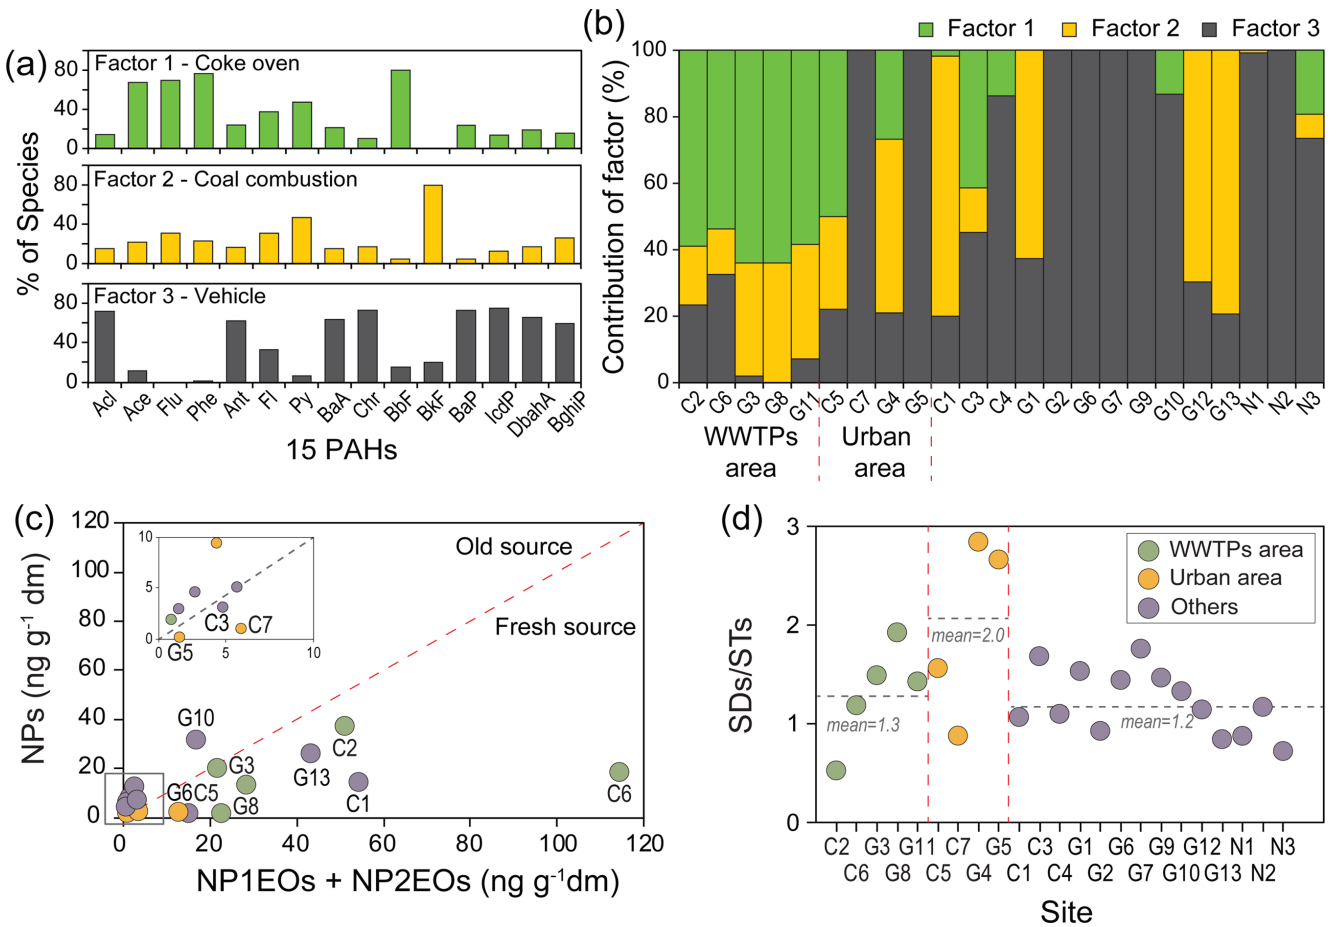 (a)
% of Species
80
40
0
Factor 1 - Coke oven
80
40
0
Factor 2 - Coal combustion
80
40
0
Factor 3 - Vehicle
Acl Ace Flu Phe Ant Fl Py BaA Chr BbF BkF BaP IcdP DbahA BghiP
15 PAHs
(b)
Factor 1 Factor 2 Factor 3
Contribution of factor (%)
100
80
60
40
20
0
C2 C6 G3 G8 G11 C5 C7 G4 G5 C1 C3 C4 G1 G2 G6 G7 G9 G10 G12 G13 N1 N2 N3
WWTPs
area
Urban
area
(c)
NPs (ng g-1 dm)
120
100
80
60
40
20
0
10
5
0
0 5 10
C3 C7
G5
Old source
Fresh source
G10
C2
G3
G13
G6 C5
G8
C1
C6
0 20 40 60 80 100 120
NP1EOs + NP2EOs (ng g-1dm)
(d)
SDs/STs
3
2
1
0
WWTPs area
Urban area
Others
mean=2.0
mean=1.3
mean=1.2
C2 G3 G11 C7 G5 C3 G1 G6 G9 G12 N1 N3
C6 G8 C5 G4 C1 C4 G2 G7 G10 G13 N2
Site